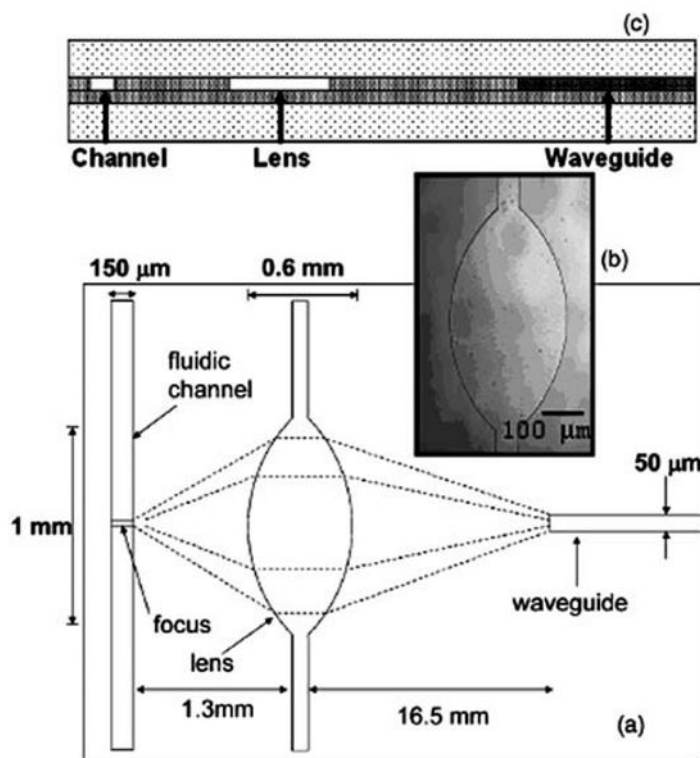 (c)
Channel
Lens
Waveguide
150 μm
0.6 mm
(b)
100 μm
fluidic
channel
50 μm
1 mm
waveguide
focus
lens
1.3mm
16.5 mm
(a)